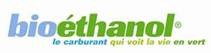 bioéthanol®
le carburant qui voit la vie en vert